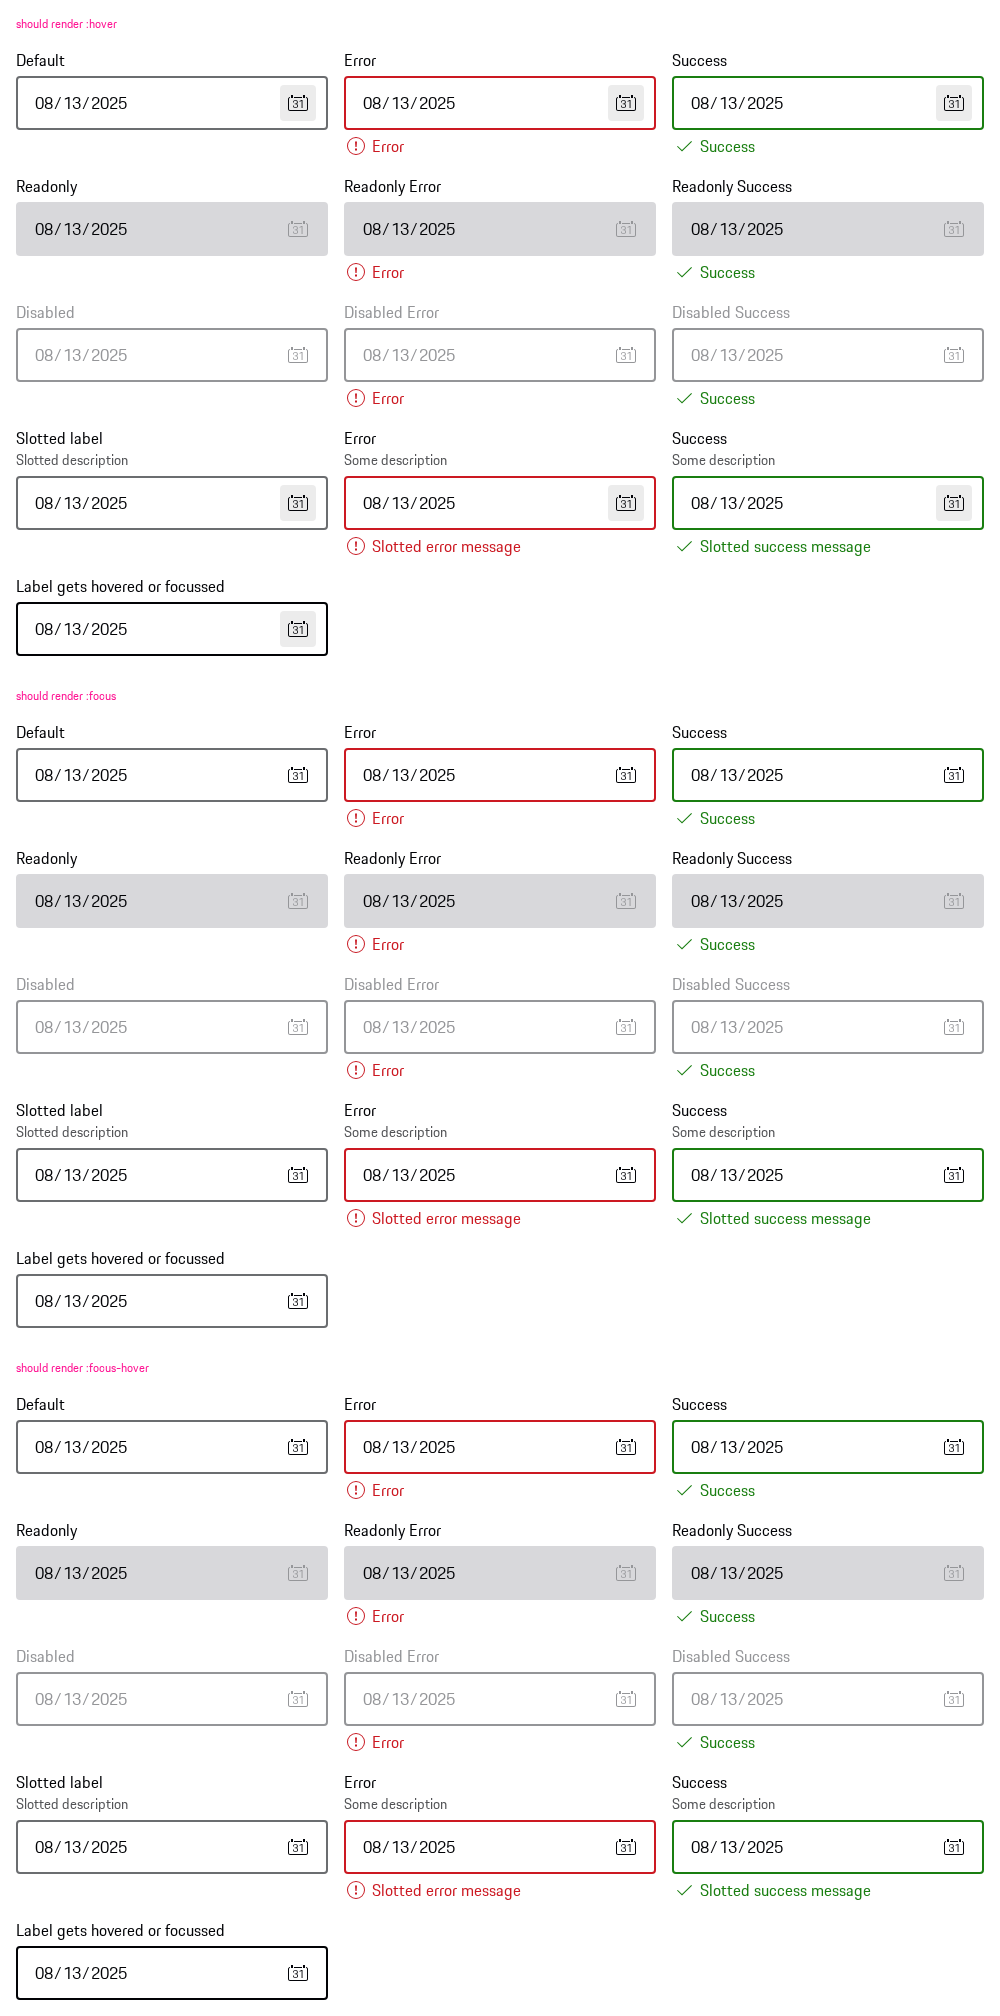 should render :hover
Default Error Success
08/13/2025 31 08/13/2025 31 08/13/2025 31
Error Success
Readonly Readonly Error Readonly Success
08/13/2025 31 08/13/2025 31 08/13/2025 31
Error Success
Disabled Disabled Error Disabled Success
08/13/2025 31 08/13/2025 31 08/13/2025 31
Error Success
Slotted label Error Success
Slotted description Some description Some description
08/13/2025 31 08/13/2025 31 08/13/2025 31
Slotted error message Slotted success message
Label gets hovered or focussed
08/13/2025 31
should render :focus
Default Error Success
08/13/2025 31 08/13/2025 31 08/13/2025 31
Error Success
Readonly Readonly Error Readonly Success
08/13/2025 31 08/13/2025 31 08/13/2025 31
Error Success
Disabled Disabled Error Disabled Success
08/13/2025 31 08/13/2025 31 08/13/2025 31
Error Success
Slotted label Error Success
Slotted description Some description Some description
08/13/2025 31 08/13/2025 31 08/13/2025 31
Slotted error message Slotted success message
Label gets hovered or focussed
08/13/2025 31
should render :focus-hover
Default Error Success
08/13/2025 31 08/13/2025 31 08/13/2025 31
Error Success
Readonly Readonly Error Readonly Success
08/13/2025 31 08/13/2025 31 08/13/2025 31
Error Success
Disabled Disabled Error Disabled Success
08/13/2025 31 08/13/2025 31 08/13/2025 31
Error Success
Slotted label Error Success
Slotted description Some description Some description
08/13/2025 31 08/13/2025 31 08/13/2025 31
Slotted error message Slotted success message
Label gets hovered or focussed
08/13/2025 31